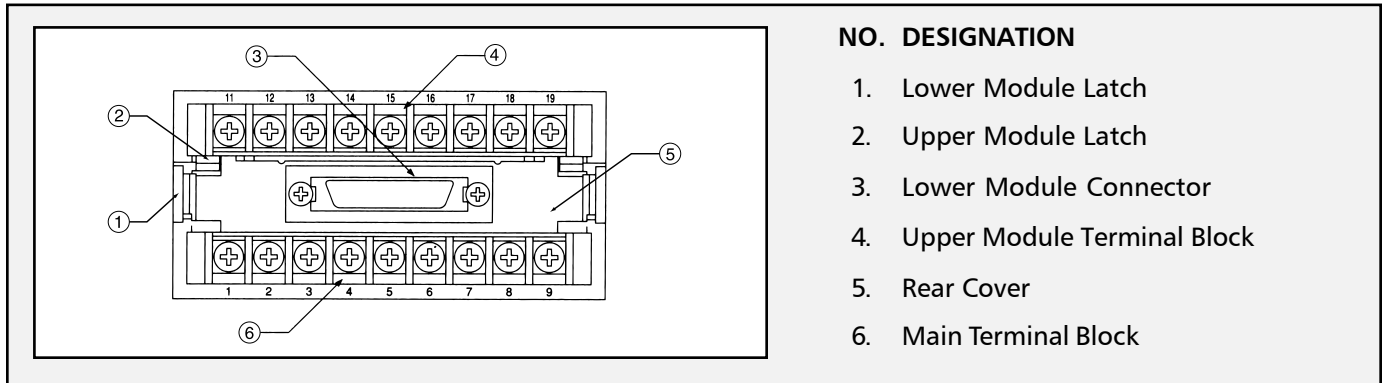 3
4
11 12 13 14 15 16 17 18 19
2
5
1
1 2 3 4 5 6 7 8 9
6
NO. DESIGNATION
1. Lower Module Latch
2. Upper Module Latch
3. Lower Module Connector
4. Upper Module Terminal Block
5. Rear Cover
6. Main Terminal Block